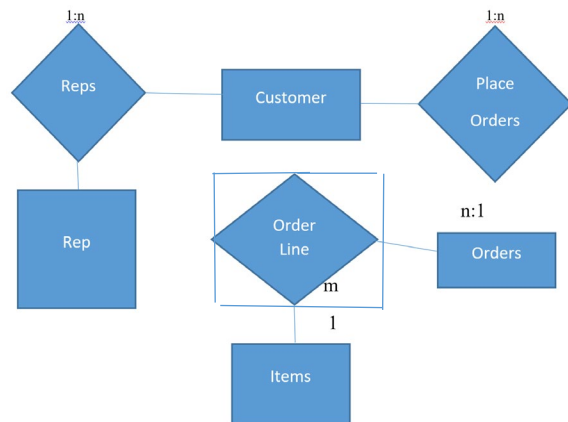 1:n
1:n
Reps
Customer
Place
Orders
Rep
Order
Line
n:1
Orders
m
1
Items